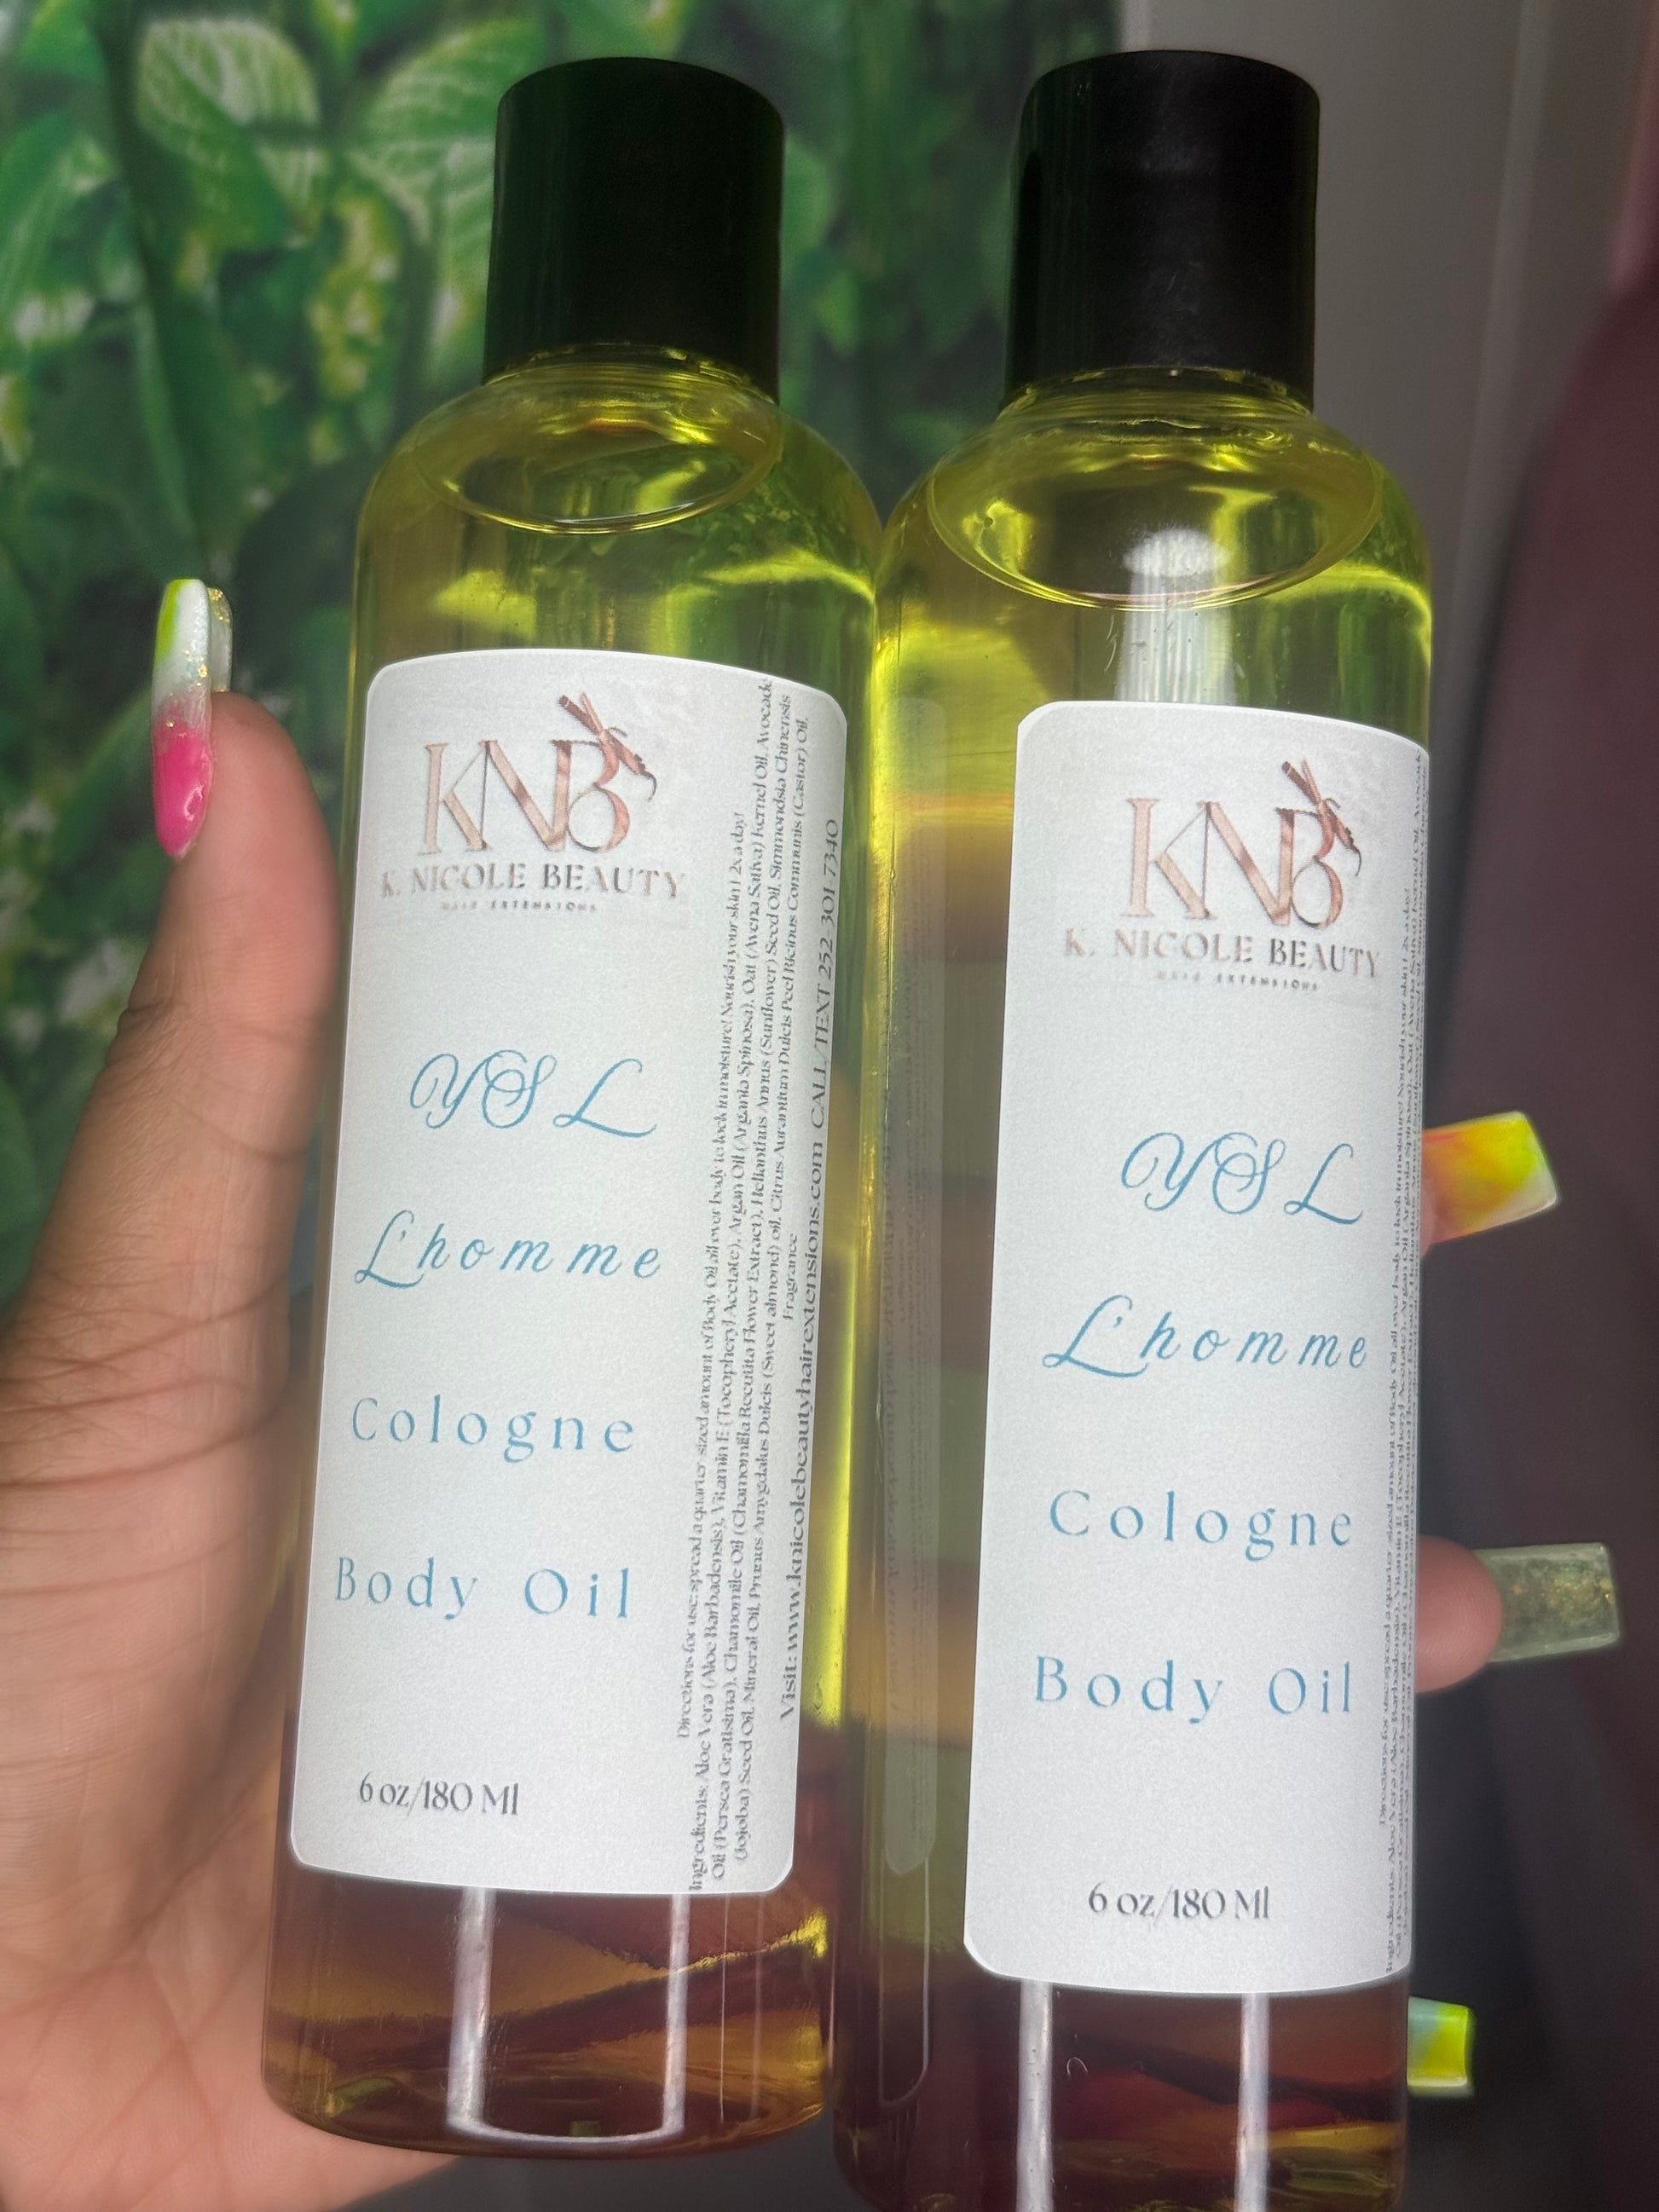 KNB
K. NICOLE BEAUTY
HAIR EXTENSIONS
YSL
L'homme
Cologne
Body Oil
6 oz/180 Ml
Directions for use: spread a quarter sized amount of Body Oil all over body to lock in moisture! Nourish your skin 1-2x a day!
Ingredients: Aloe Vera (Aloe Barbadensis), Vitamin E (Tocopheryl Acetate), Argan Oil (Argania Spinosa), Oat (Avena Sativa) Kernel Oil, Avocado
Oil (Persea Gratisima), Chamomile Oil (Chamomilla Recutita Flower Extract), Helianthus Annus (Sunflower) Seed Oil, Simmondsia Chinensis
(Jojoba) Seed Oil, Mineral Oil, Prunus Amygdalus Dulcis (Sweet almond) oil, Citrus Aurantium Dulcis Peel Ricinus Communis (Castor) Oil,
Fragrance
Visit: www.knicolebeautyhairextensions.com CALL/TEXT 252-301-7340
KNB
K. NICOLE BEAUTY
HAIR EXTENSIONS
YSL
L'homme
Cologne
Body Oil
6 oz/180 Ml